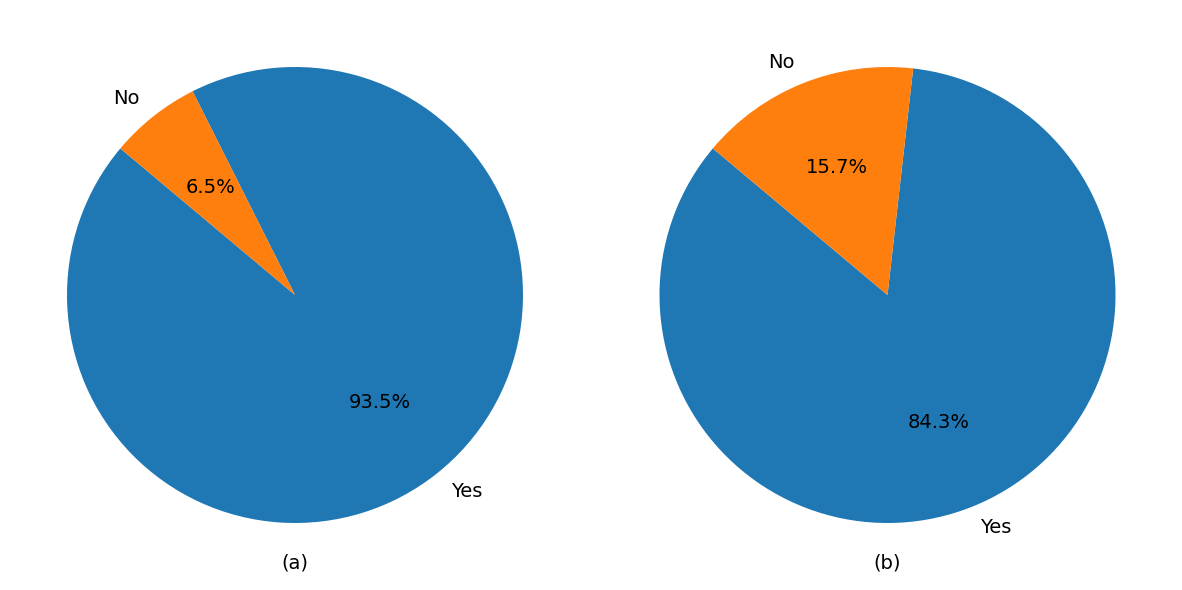 No
6.5%
93.5%
Yes
(a)
No
15.7%
84.3%
Yes
(b)